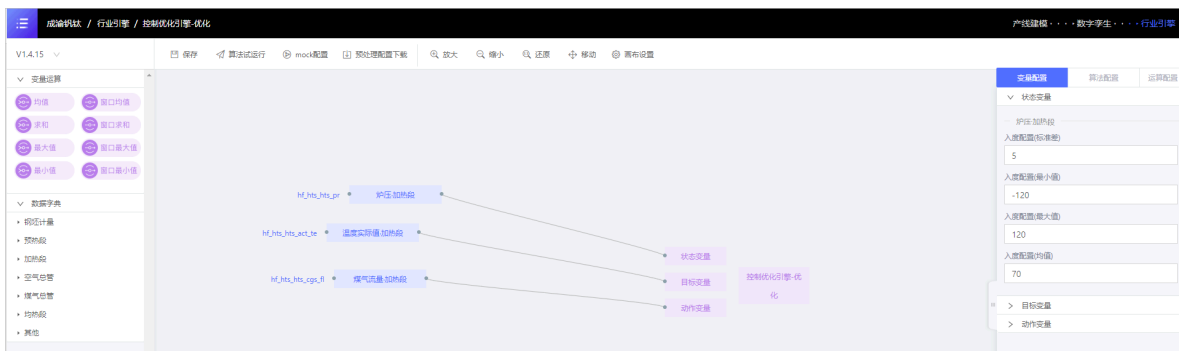 成渝钒钛 / 行业引擎 / 控制优化引擎-优化
产线建模 · · · · 数字孪生 · · · · 行业引擎
V1.4.15
保存 算法试运行 mock配置 预处理配置下载 放大 缩小 还原 移动 画布设置
变量运算
均值 窗口均值
求和 窗口求和
最大值 窗口最大值
最小值 窗口最小值
数据字典
钢坯计量
预热段
加热段
空气总管
煤气总管
均热段
其他
hf_hts_hts_pr 炉压:加热段
hf_hts_hts_act_te 温度实际值:加热段
hf_hts_hts_cgs_fl 煤气流量:加热段
状态变量
目标变量
动作变量
控制优化引擎-优
化
变量配置 算法配置 运算配置
状态变量
炉压:加热段
入度配置(标准差)
5
入度配置(最小值)
-120
入度配置(最大值)
120
入度配置(均值)
70
目标变量
动作变量